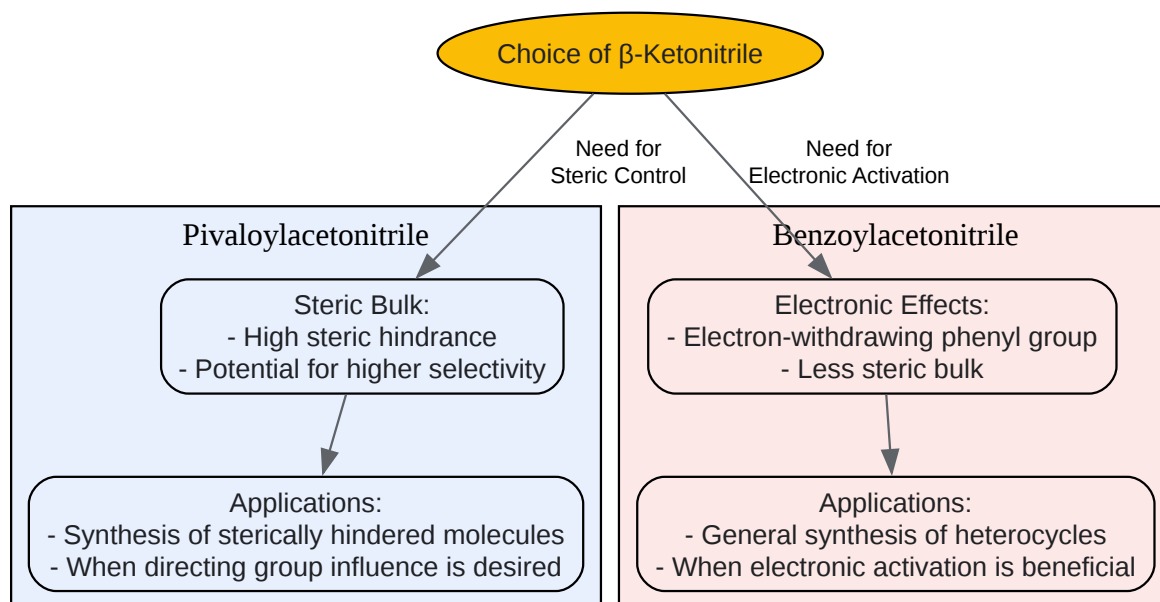 Choice of β-Ketonitrile
Need for
Steric Control
Need for
Electronic Activation
Pivaloylacetonitrile
Steric Bulk:
- High steric hindrance
- Potential for higher selectivity
Applications:
- Synthesis of sterically hindered molecules
- When directing group influence is desired
Benzoylacetonitrile
Electronic Effects:
- Electron-withdrawing phenyl group
- Less steric bulk
Applications:
- General synthesis of heterocycles
- When electronic activation is beneficial